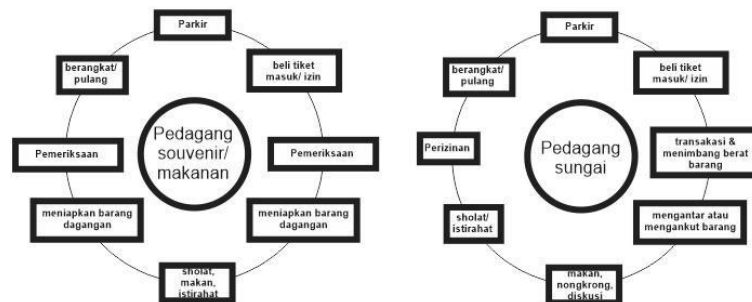 Parkir
beli tiket
masuk/ izin
Pemeriksaan
meniapkan barang
dagangan
sholat,
makan,
istirahat
meniapkan barang
dagangan
Pemeriksaan
berangkat/
pulang
Pedagang
souvenir/
makanan
Parkir
beli tiket
masuk/ izin
transakasi &
menimbang berat
barang
mengantar atau
mengankut barang
makan,
nongkrong,
diskusi
sholat/
istirahat
Perizinan
berangkat/
pulang
Pedagang
sungai